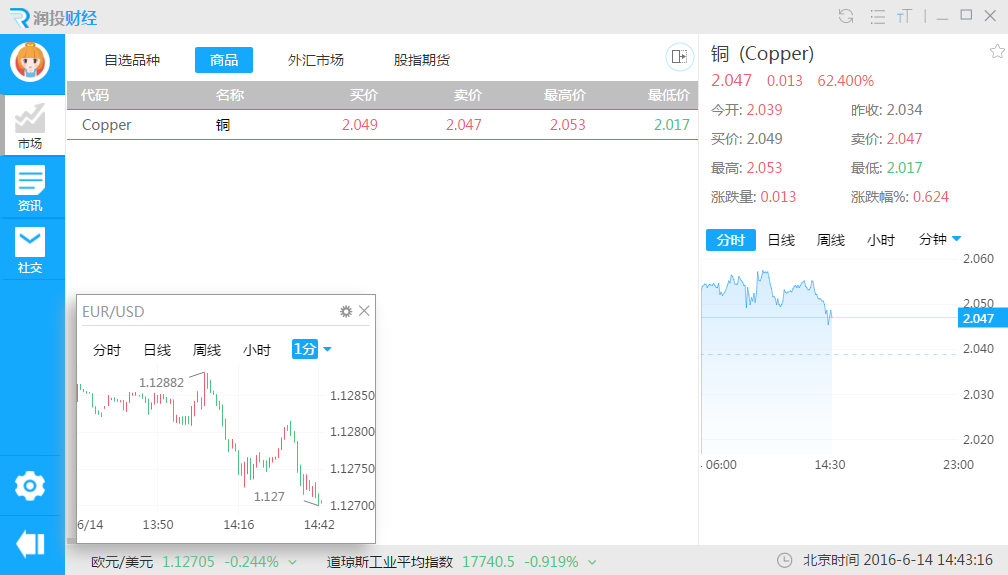 润投财经
自选品种 商品 外汇市场 股指期货
代码 名称 买价 卖价 最高价 最低价
Copper 铜 2.049 2.047 2.053 2.017
市场
资讯
社交
铜 (Copper)
2.047 0.013 62.400%
今开: 2.039 昨收: 2.034
买价: 2.049 卖价: 2.047
最高: 2.053 最低: 2.017
涨跌量: 0.013 涨跌幅%: 0.624
分时 日线 周线 小时 分钟
2.060
2.050
2.047
2.040
2.030
2.020
06:00 14:30 23:00
EUR/USD
分时 日线 周线 小时 1分
1.12882
1.12850
1.12800
1.12750
1.127
1.12700
6/14 13:50 14:16 14:42
欧元/美元 1.12705 -0.244% 道琼斯工业平均指数 17740.5 -0.919% 北京时间 2016-6-14 14:43:16